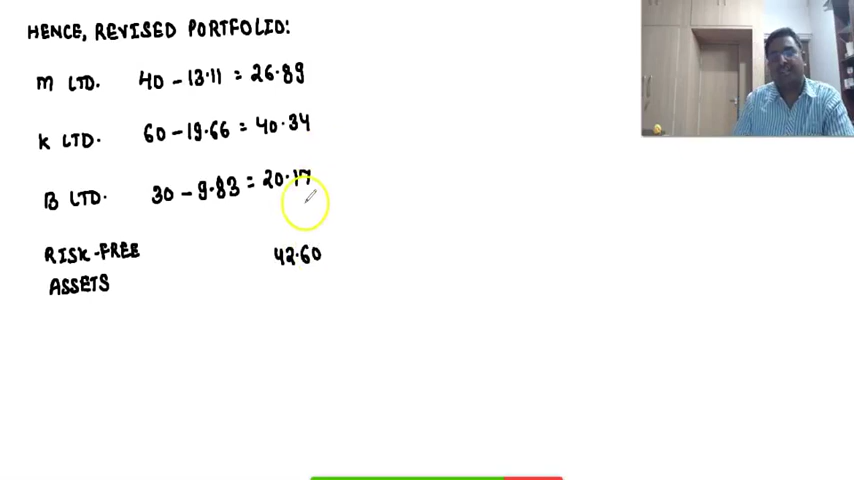 HENCE, REVISED PORTFOLIO:
M LTD. 40 - 13.11 = 26.89
K LTD. 60 - 19.66 = 40.34
B LTD. 30 - 9.83 = 20.17
RISK-FREE 42.60
ASSETS